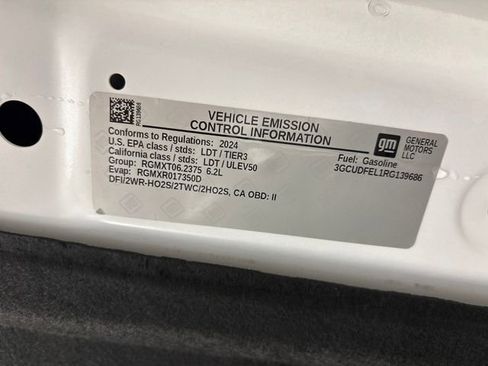 RG139686
VEHICLE EMISSION
CONTROL INFORMATION
Conforms to Regulations: 2024
U.S. EPA class / stds: LDT / TIER3
California class / stds: LDT / ULEV50
Group: RGMXT06.2375 6.2L
Evap: RGMXR017350D
DFI/2WR-HO2S/2TWC/2HO2S, CA OBD: II
gm
GENERAL
MOTORS
LLC
Fuel: Gasoline
3GCUDFEL1RG139686